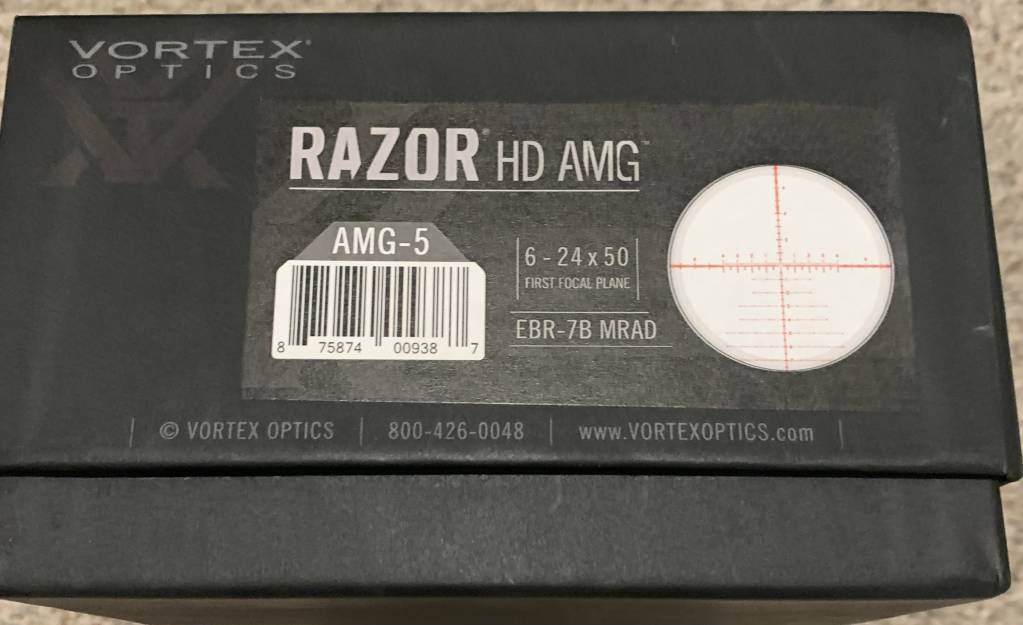 VORTEX®
OPTICS
RAZOR® HD AMG™
AMG-5
8 75874 00938 7
6 - 24 x 50
FIRST FOCAL PLANE
EBR-7B MRAD
© VORTEX OPTICS | 800-426-0048 | www.VORTEXOPTICS.com